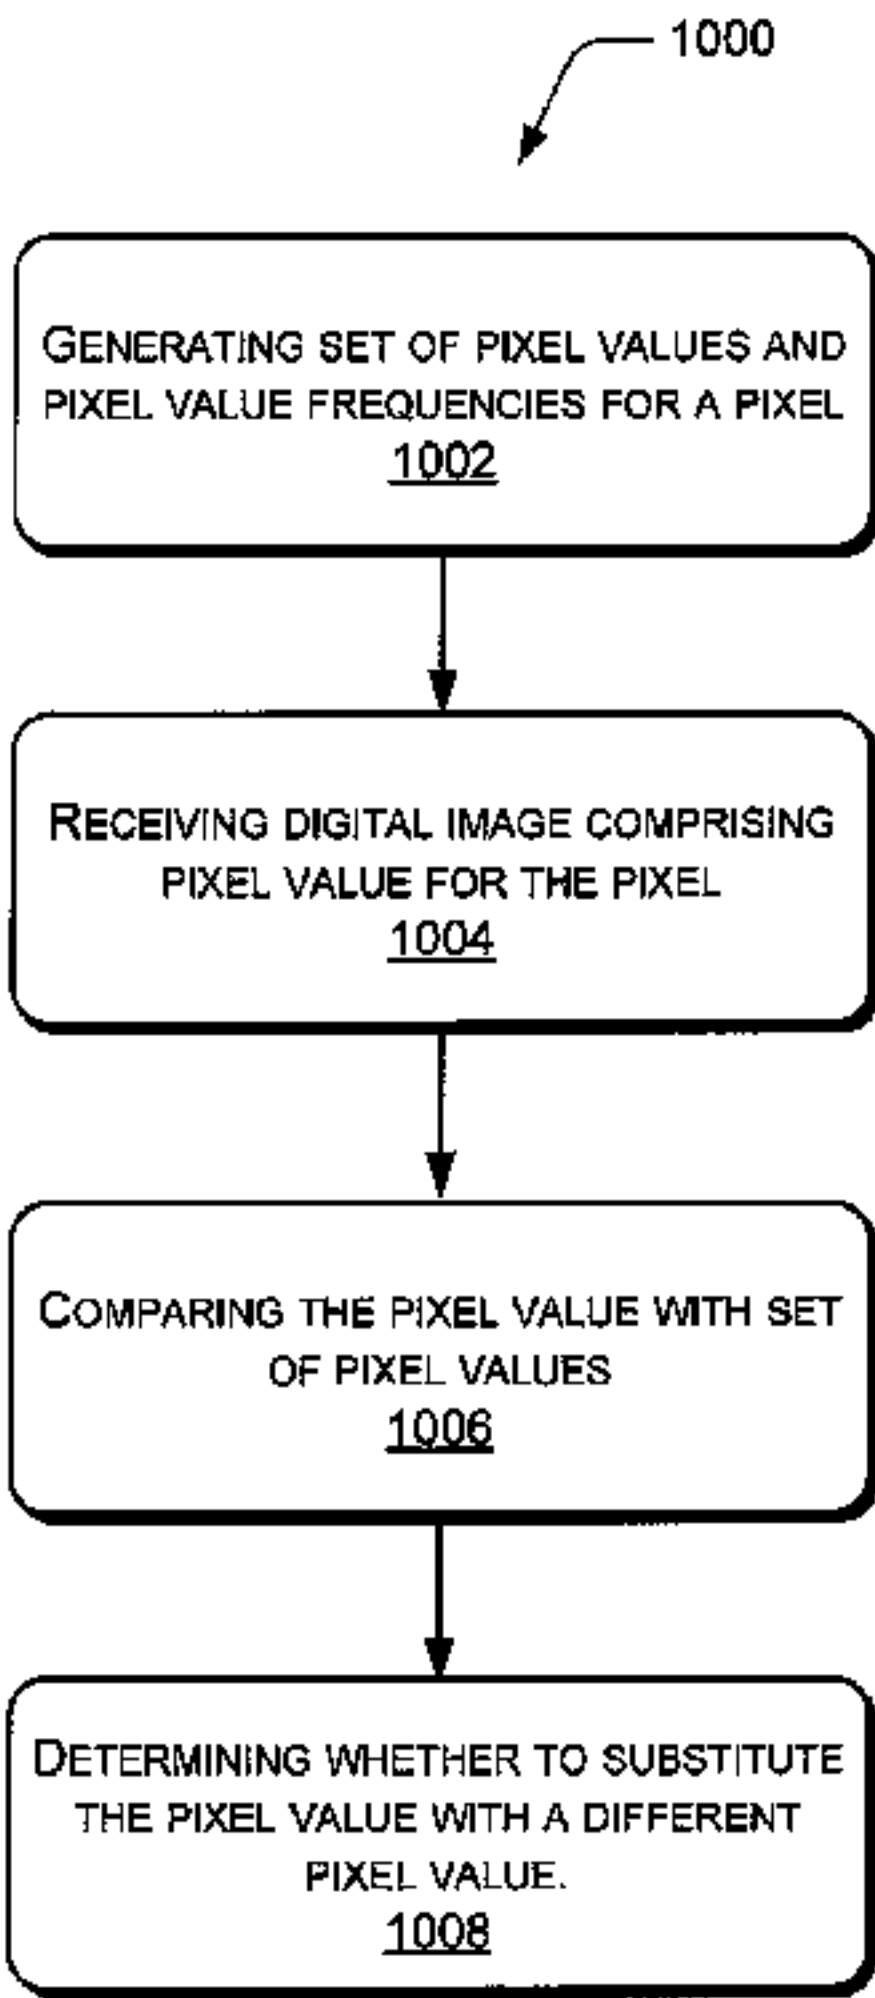 1000
GENERATING SET OF PIXEL VALUES AND
PIXEL VALUE FREQUENCIES FOR A PIXEL
1002
RECEIVING DIGITAL IMAGE COMPRISING
PIXEL VALUE FOR THE PIXEL
1004
COMPARING THE PIXEL VALUE WITH SET
OF PIXEL VALUES
1006
DETERMINING WHETHER TO SUBSTITUTE
THE PIXEL VALUE WITH A DIFFERENT
PIXEL VALUE.
1008